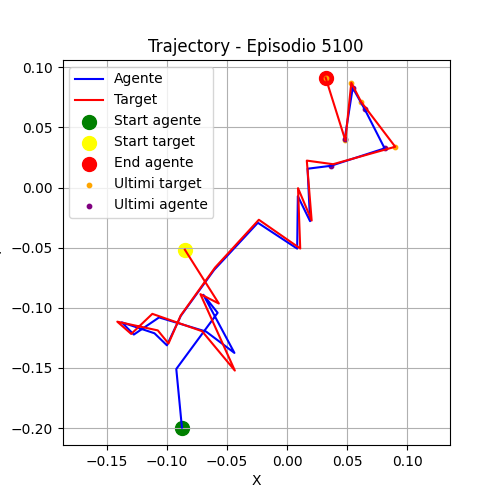 Trajectory - Episodio 5100
0.10
0.05
0.00
−0.05
−0.10
−0.15
−0.20
Agente
Target
Start agente
Start target
End agente
Ultimi target
Ultimi agente
−0.15
−0.10
−0.05
0.00
0.05
0.10
X